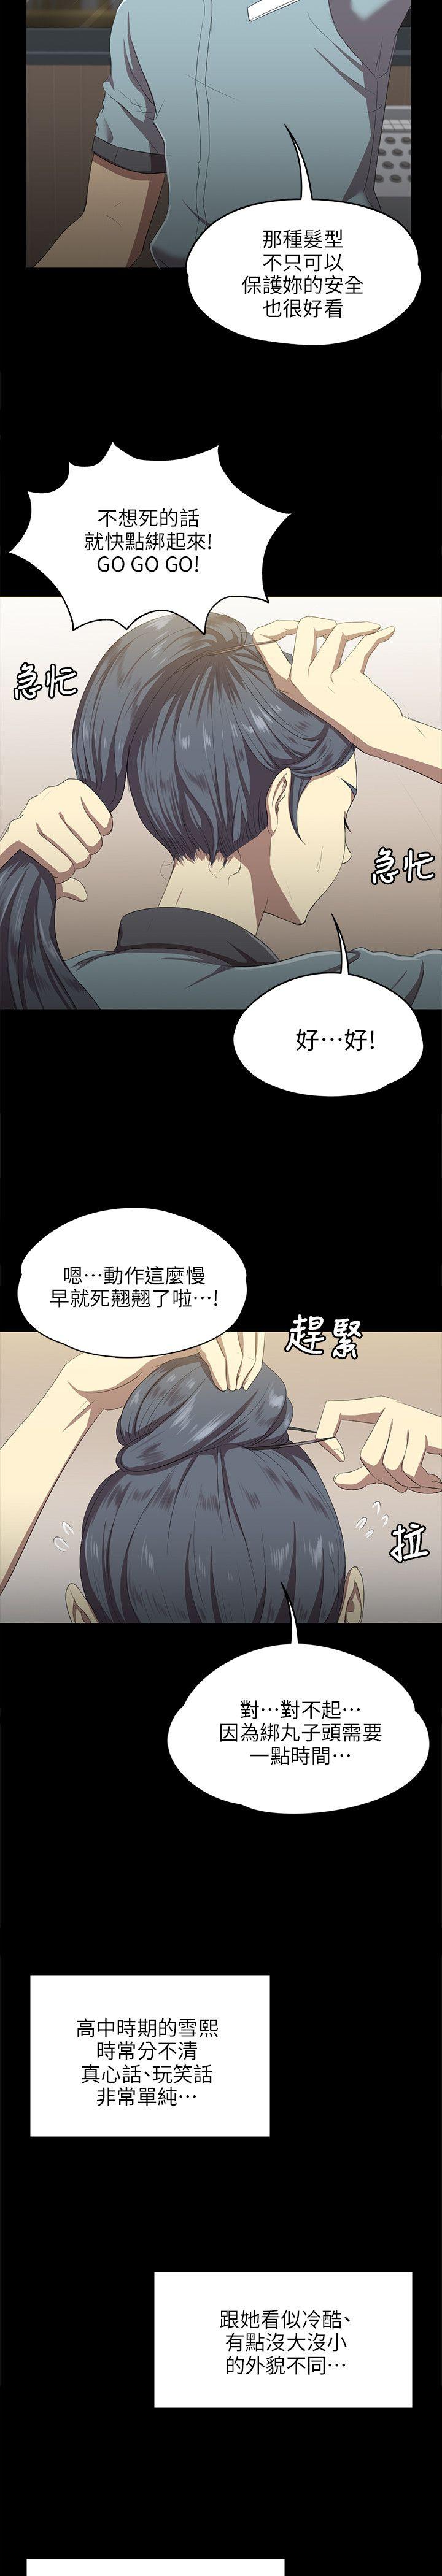 那種髮型
不只可以
保護妳的安全
也很好看
不想死的話
就快點綁起來!
GO GO GO!
急忙
急忙
好…好!
嗯…動作這麼慢
早就死翹翹了啦…!
趕緊
拉
對…對不起…
因為綁丸子頭需要
一點時間…
高中時期的雪熙
時常分不清
真心話、玩笑話
非常單純…
跟她看似冷酷、
有點沒大沒小
的外貌不同…